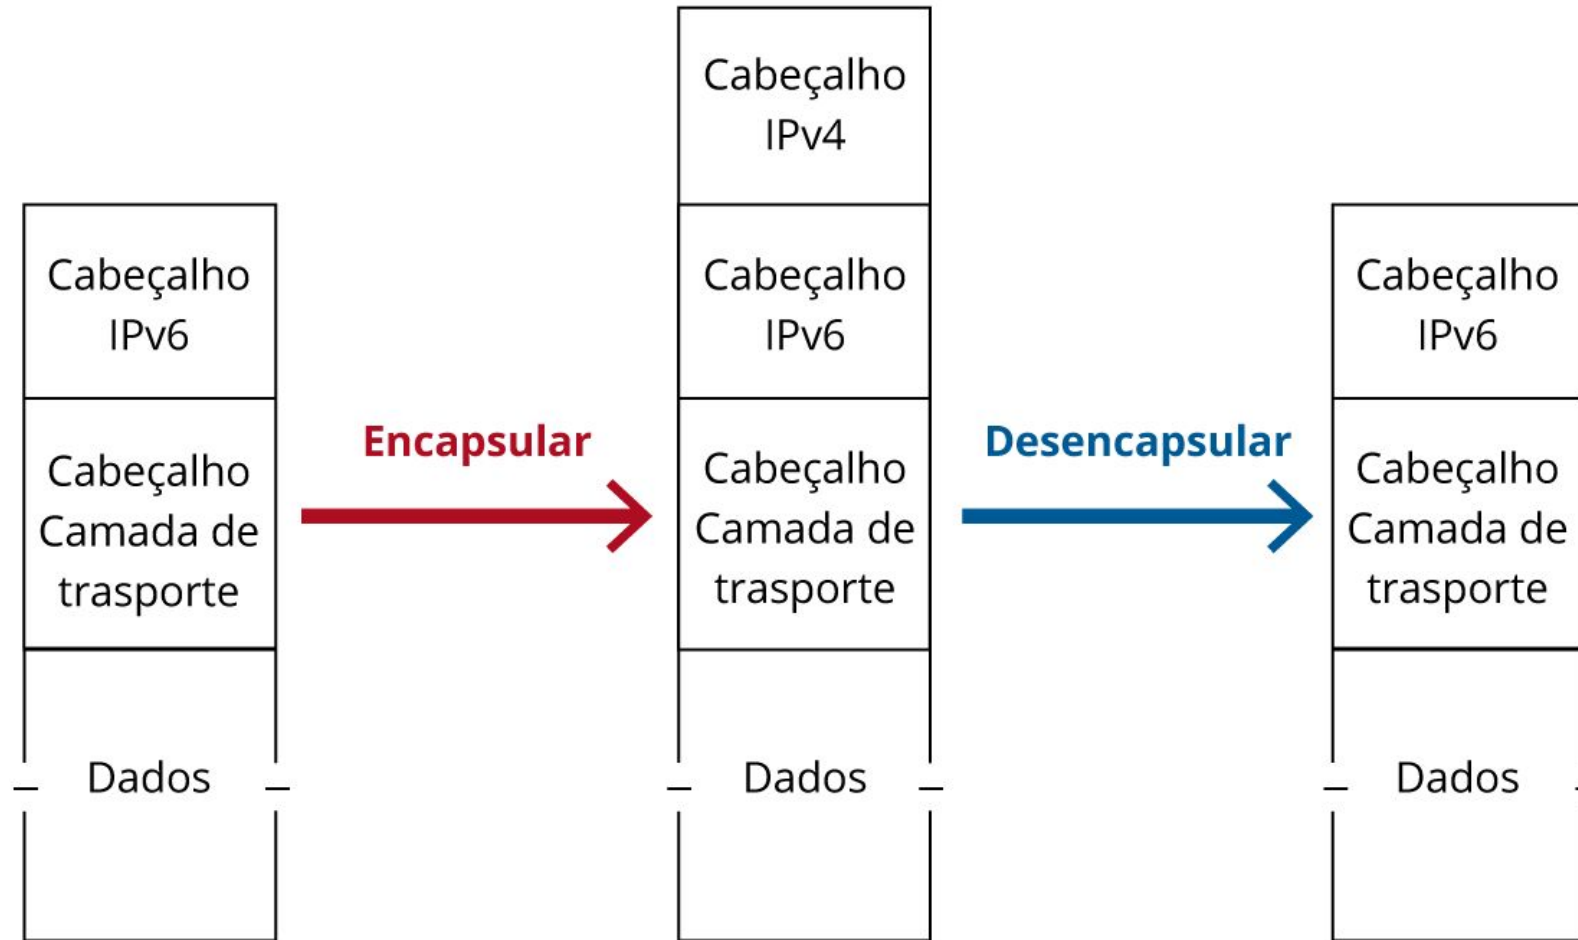 Cabeçalho
IPv6
Cabeçalho
Camada de
trasporte
Dados
Encapsular
Cabeçalho
IPv4
Cabeçalho
IPv6
Cabeçalho
Camada de
trasporte
Dados
Desencapsular
Cabeçalho
IPv6
Cabeçalho
Camada de
trasporte
Dados